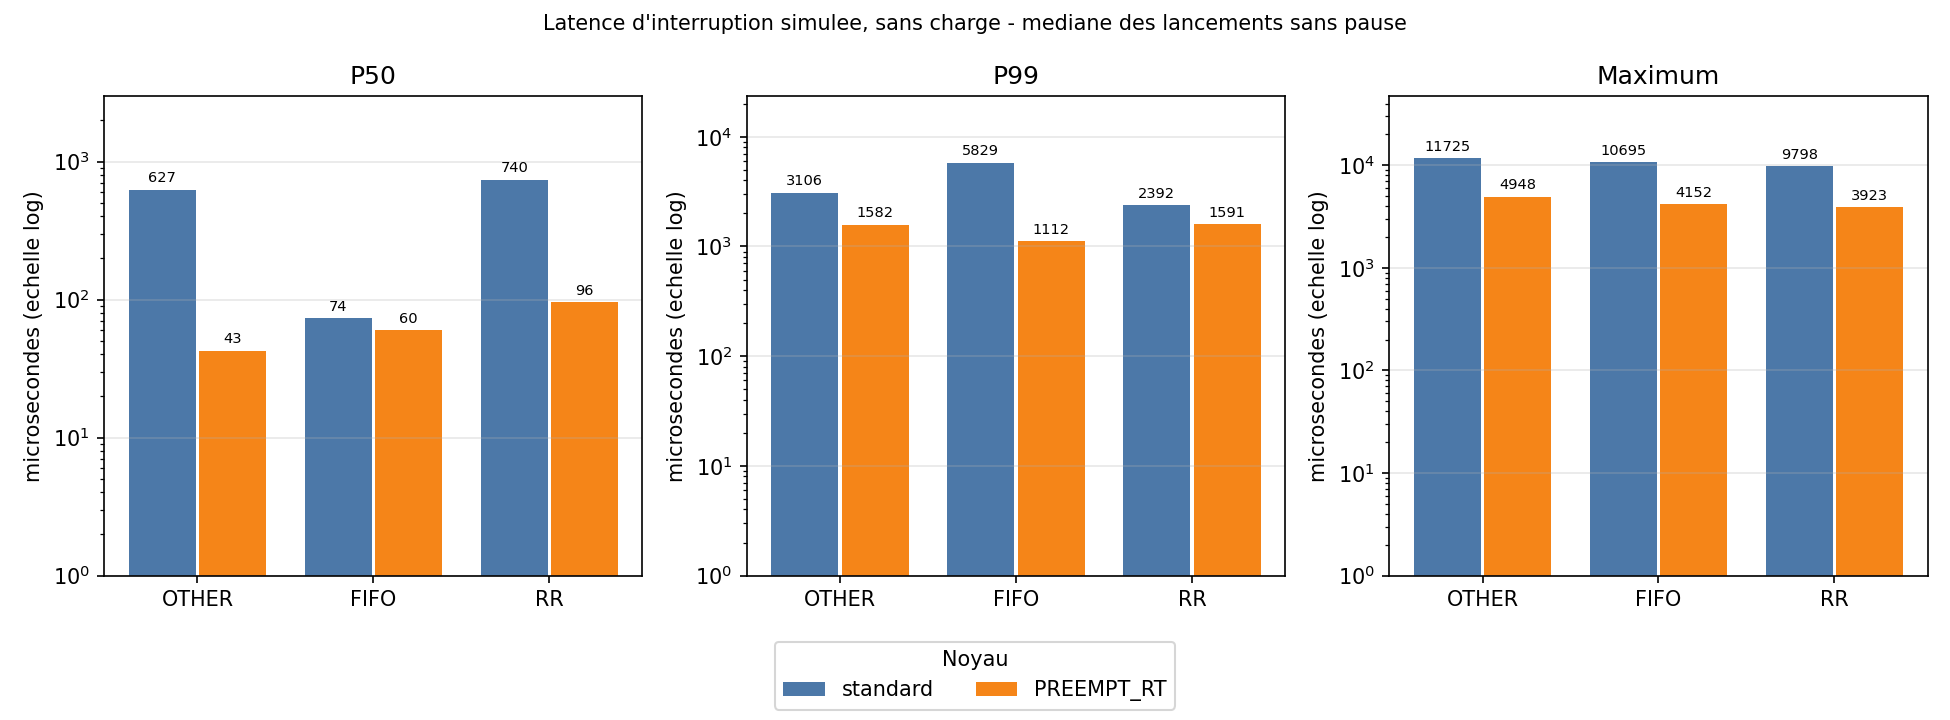 Latence d'interruption simulee, sans charge - mediane des lancements sans pause
P50
microsecondes (echelle log)
10³
10²
10¹
10⁰
627
43
74
60
740
96
OTHER FIFO RR
P99
microsecondes (echelle log)
10⁴
10³
10²
10¹
10⁰
3106
1582
5829
1112
2392
1591
OTHER FIFO RR
Maximum
microsecondes (echelle log)
10⁴
10³
10²
10¹
10⁰
11725
4948
10695
4152
9798
3923
OTHER FIFO RR
Noyau
standard PREEMPT_RT